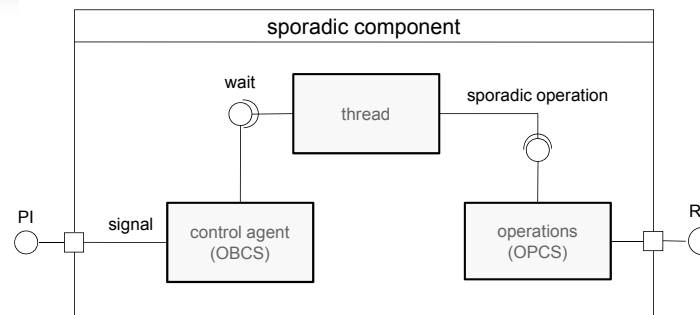 sporadic component
wait
thread
sporadic operation
PI
signal
control agent
(OBCS)
operations
(OPCS)